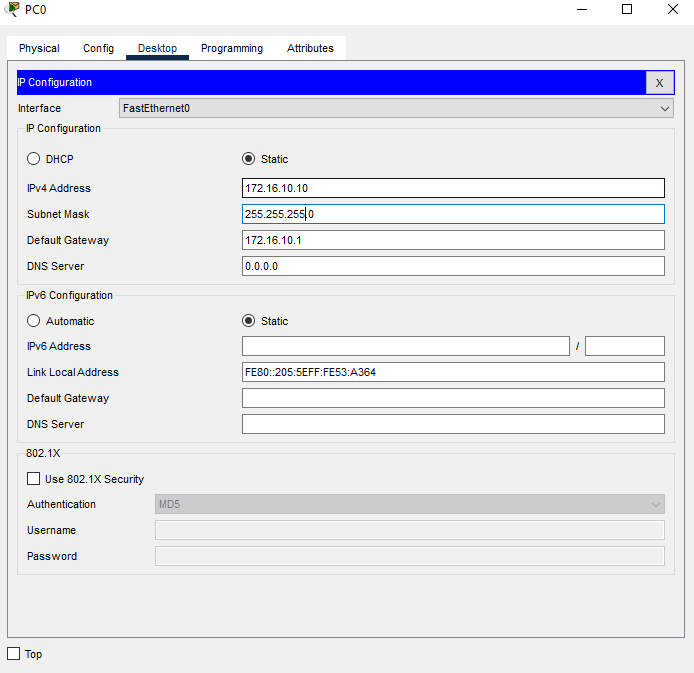 PC0
Physical Config Desktop Programming Attributes
IP Configuration X
Interface FastEthernet0
IP Configuration
DHCP Static
IPv4 Address 172.16.10.10
Subnet Mask 255.255.255.0
Default Gateway 172.16.10.1
DNS Server 0.0.0.0
IPv6 Configuration
Automatic Static
IPv6 Address /
Link Local Address FE80::205:5EFF:FE53:A364
Default Gateway
DNS Server
802.1X
Use 802.1X Security
Authentication MD5
Username
Password
Top